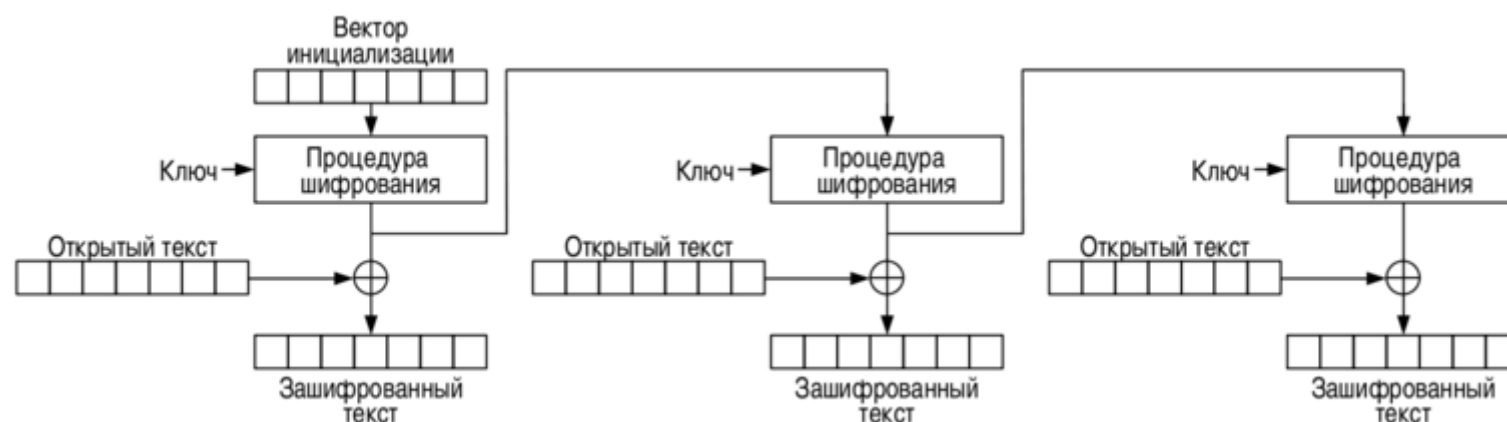 Вектор
инициализации
Ключ
Процедура
шифрования
Ключ
Процедура
шифрования
Ключ
Процедура
шифрования
Открытый текст
Открытый текст
Открытый текст
Зашифрованный
текст
Зашифрованный
текст
Зашифрованный
текст